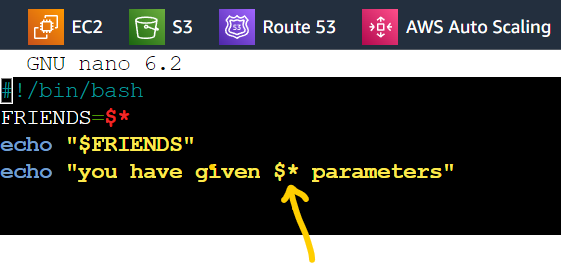 EC2 S3 Route 53 AWS Auto Scaling
GNU nano 6.2
#!/bin/bash
FRIENDS=$*
echo "$FRIENDS"
echo "you have given $* parameters"